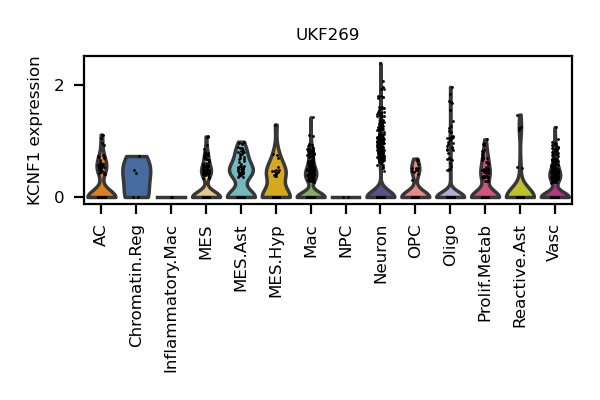 UKF269
KCNF1 expression
2
0
AC
Chromatin.Reg
Inflammatory.Mac
MES
MES.Ast
MES.Hyp
Mac
NPC
Neuron
OPC
Oligo
Prolif.Metab
Reactive.Ast
Vasc